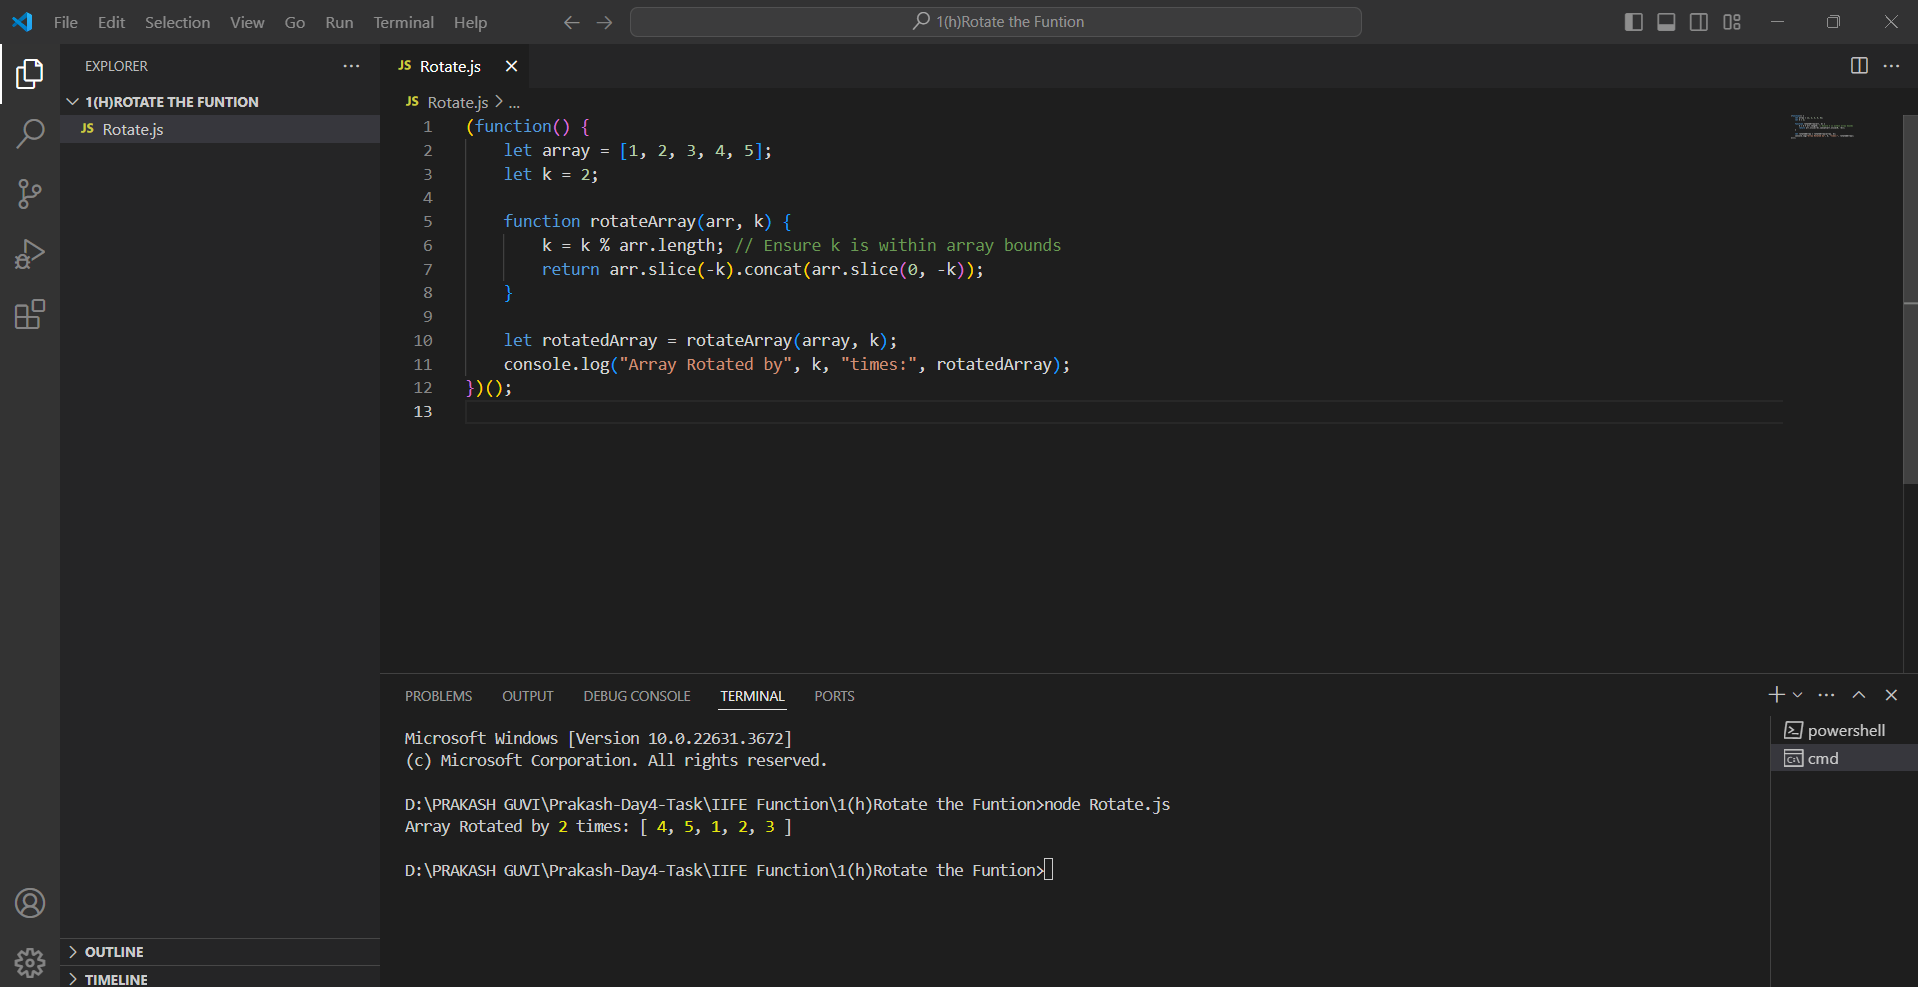 File Edit Selection View Go Run Terminal Help
1(h)Rotate the Funtion
EXPLORER
1(H)ROTATE THE FUNTION
JS Rotate.js
JS Rotate.js
JS Rotate.js > ...
1 (function() {
2 let array = [1, 2, 3, 4, 5];
3 let k = 2;
4
5 function rotateArray(arr, k) {
6 k = k % arr.length; // Ensure k is within array bounds
7 return arr.slice(-k).concat(arr.slice(0, -k));
8 }
9
10 let rotatedArray = rotateArray(array, k);
11 console.log("Array Rotated by", k, "times:", rotatedArray);
12 })();
13
PROBLEMS OUTPUT DEBUG CONSOLE TERMINAL PORTS
Microsoft Windows [Version 10.0.22631.3672]
(c) Microsoft Corporation. All rights reserved.
D:\PRAKASH GUVI\Prakash-Day4-Task\IIFE Function\1(h)Rotate the Funtion>node Rotate.js
Array Rotated by 2 times: [ 4, 5, 1, 2, 3 ]
D:\PRAKASH GUVI\Prakash-Day4-Task\IIFE Function\1(h)Rotate the Funtion>
powershell
cmd
OUTLINE
TIMELINE